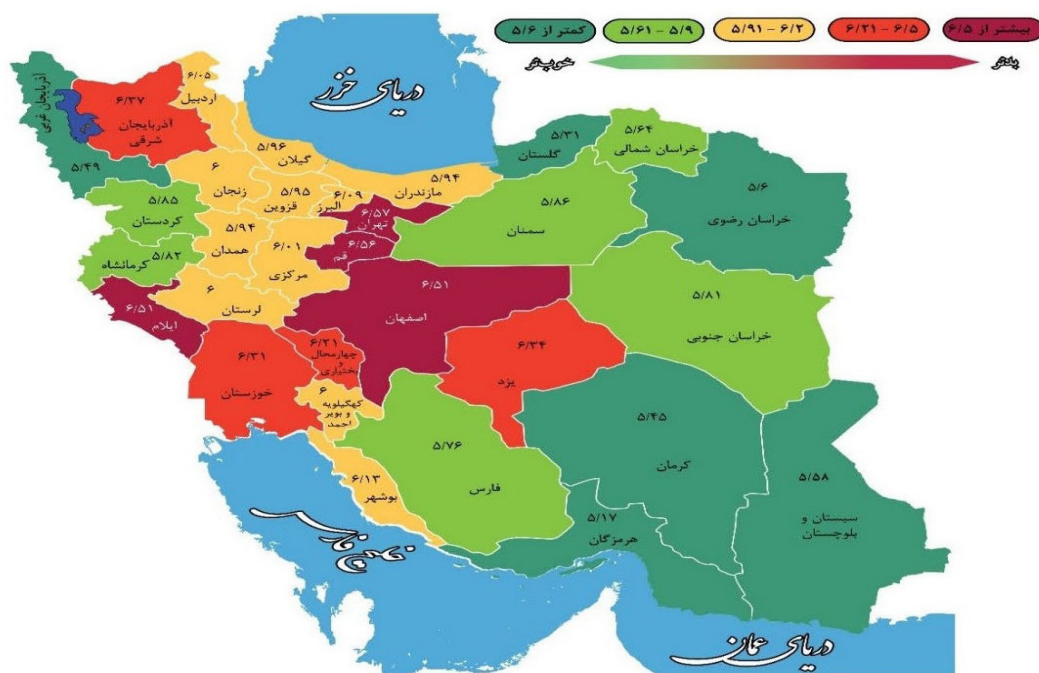 کمتر از ۵/۶
۵/۶۱ - ۵/۹
۵/۹۱ - ۶/۲
۶/۲۱ - ۶/۵
بیشتر از ۶/۵
خوب‌تر
بدتر
دریای خزر
آذربایجان غربی
۵/۴۹
۶/۳۷
آذربایجان
شرقی
۶/۰۵
اردبیل
۵/۹۶
گیلان
۶
زنجان
۵/۹۵
قزوین
۶/۰۹
البرز
۵/۹۴
مازندران
۵/۳۱
گلستان
۵/۶۴
خراسان شمالی
۵/۶
خراسان رضوی
۵/۸۶
سمنان
۶/۵۷
تهران
۶/۵۶
قم
۵/۸۵
کردستان
۵/۹۴
همدان
۶/۰۱
مرکزی
۵/۸۲
کرمانشاه
۶
لرستان
۶/۵۱
ایلام
۶/۵۱
اصفهان
۵/۸۱
خراسان جنوبی
۶/۳۱
خوزستان
۶/۲۱
چهارمحال
و
بختیاری
۶/۳۴
یزد
۶
کهگیلویه
و بویر
احمد
۵/۷۶
فارس
۵/۴۵
کرمان
۵/۵۸
سیستان و
بلوچستان
۶/۱۳
بوشهر
۵/۱۷
هرمزگان
خلیج فارس
دریای عمان